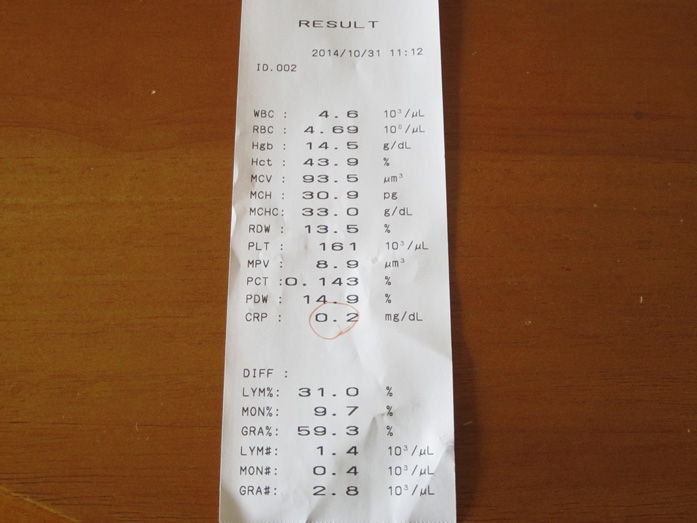 RESULT
2014/10/31 11:12
ID.002
WBC : 4.6 10³/µL
RBC : 4.69 10⁶/µL
Hgb : 14.5 g/dL
Hct : 43.9 %
MCV : 93.5 µm³
MCH : 30.9 pg
MCHC: 33.0 g/dL
RDW : 13.5 %
PLT : 161 10³/µL
MPV : 8.9 µm³
PCT :0.143 %
PDW : 14.9 %
CRP : 0.2 mg/dL
DIFF :
LYM%: 31.0 %
MON%: 9.7 %
GRA%: 59.3 %
LYM#: 1.4 10³/µL
MON#: 0.4 10³/µL
GRA#: 2.8 10³/µL